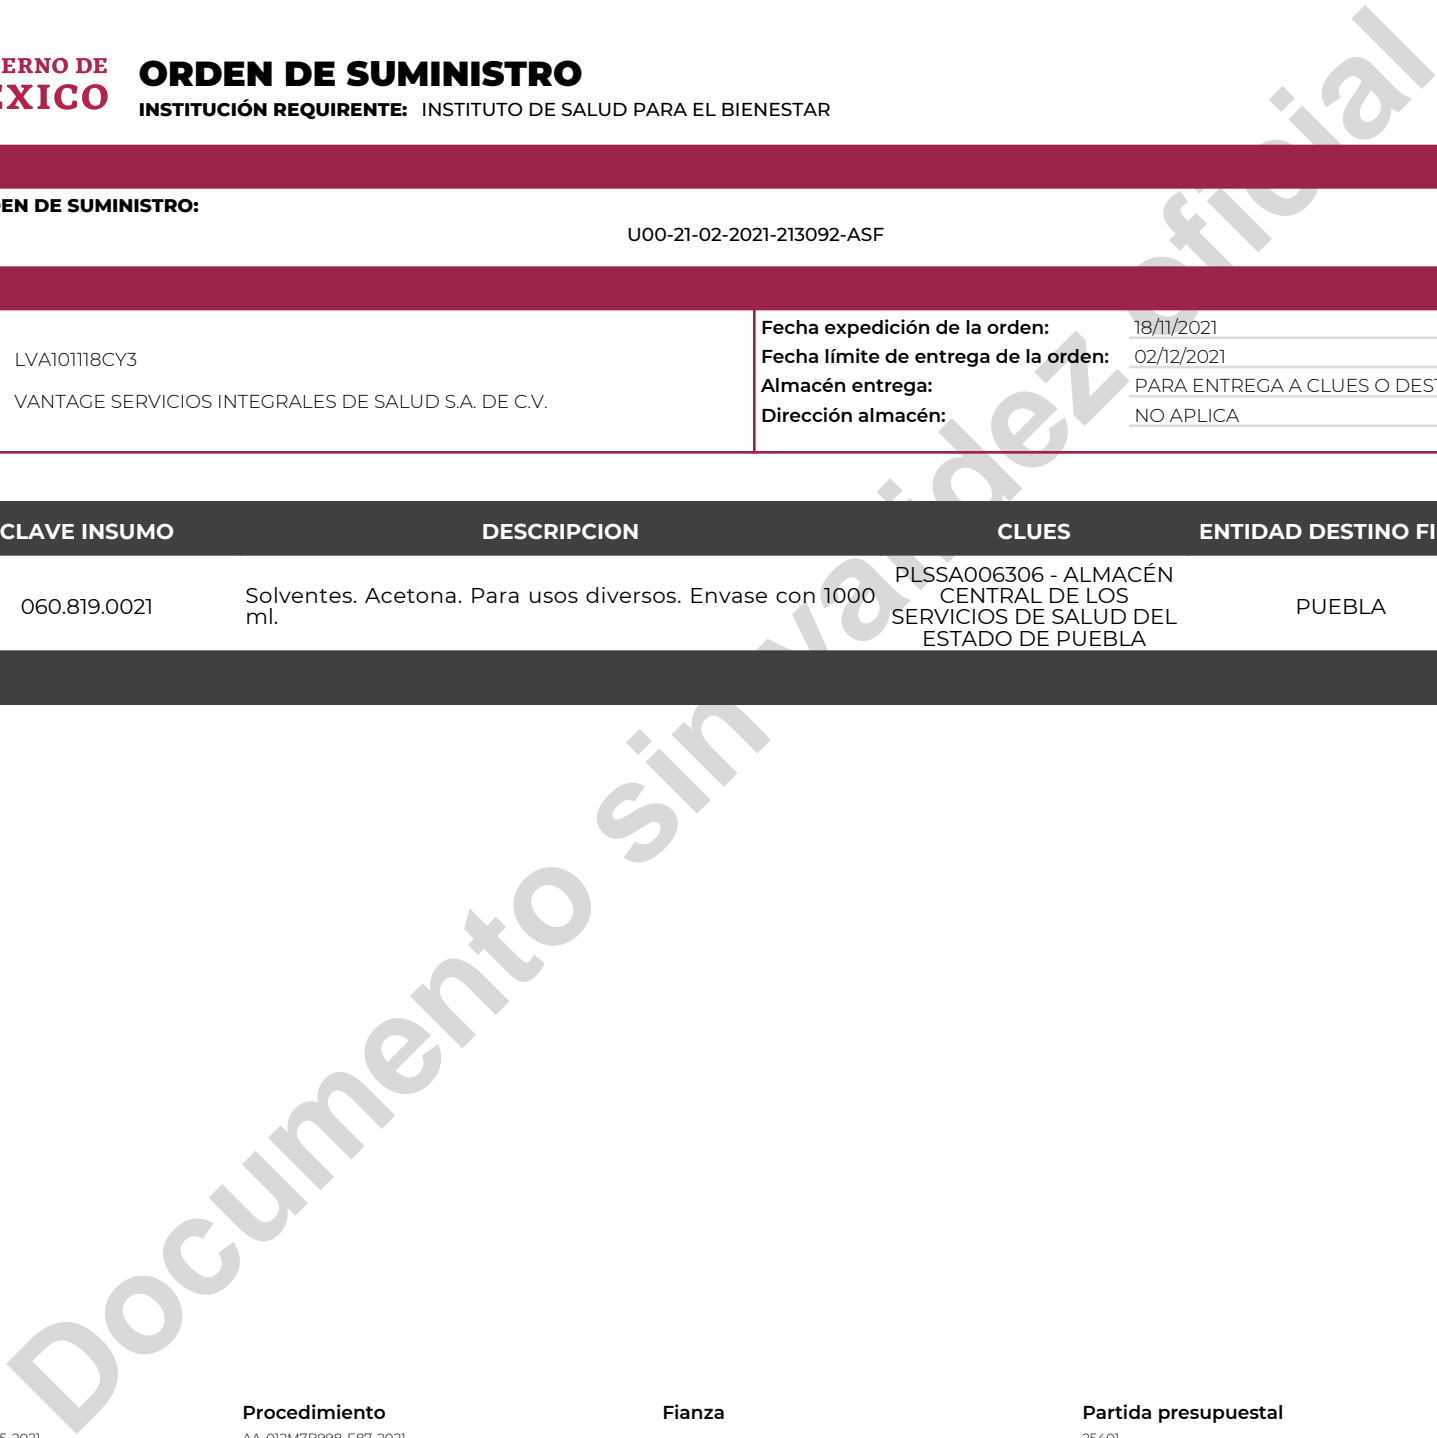 ERNO DE
EXICO
ORDEN DE SUMINISTRO
INSTITUCIÓN REQUIRENTE: INSTITUTO DE SALUD PARA EL BIENESTAR
EN DE SUMINISTRO:
U00-21-02-2021-213092-ASF
LVA101118CY3
VANTAGE SERVICIOS INTEGRALES DE SALUD S.A. DE C.V.
Fecha expedición de la orden: 18/11/2021
Fecha límite de entrega de la orden: 02/12/2021
Almacén entrega: PARA ENTREGA A CLUES O DEST
Dirección almacén: NO APLICA
CLAVE INSUMO DESCRIPCION CLUES ENTIDAD DESTINO FI
060.819.0021
Solventes. Acetona. Para usos diversos. Envase con 1000
ml.
PLSSA006306 - ALMACÉN
CENTRAL DE LOS
SERVICIOS DE SALUD DEL
ESTADO DE PUEBLA
PUEBLA
Documento sin validez oficial
Procedimiento Fianza Partida presupuestal